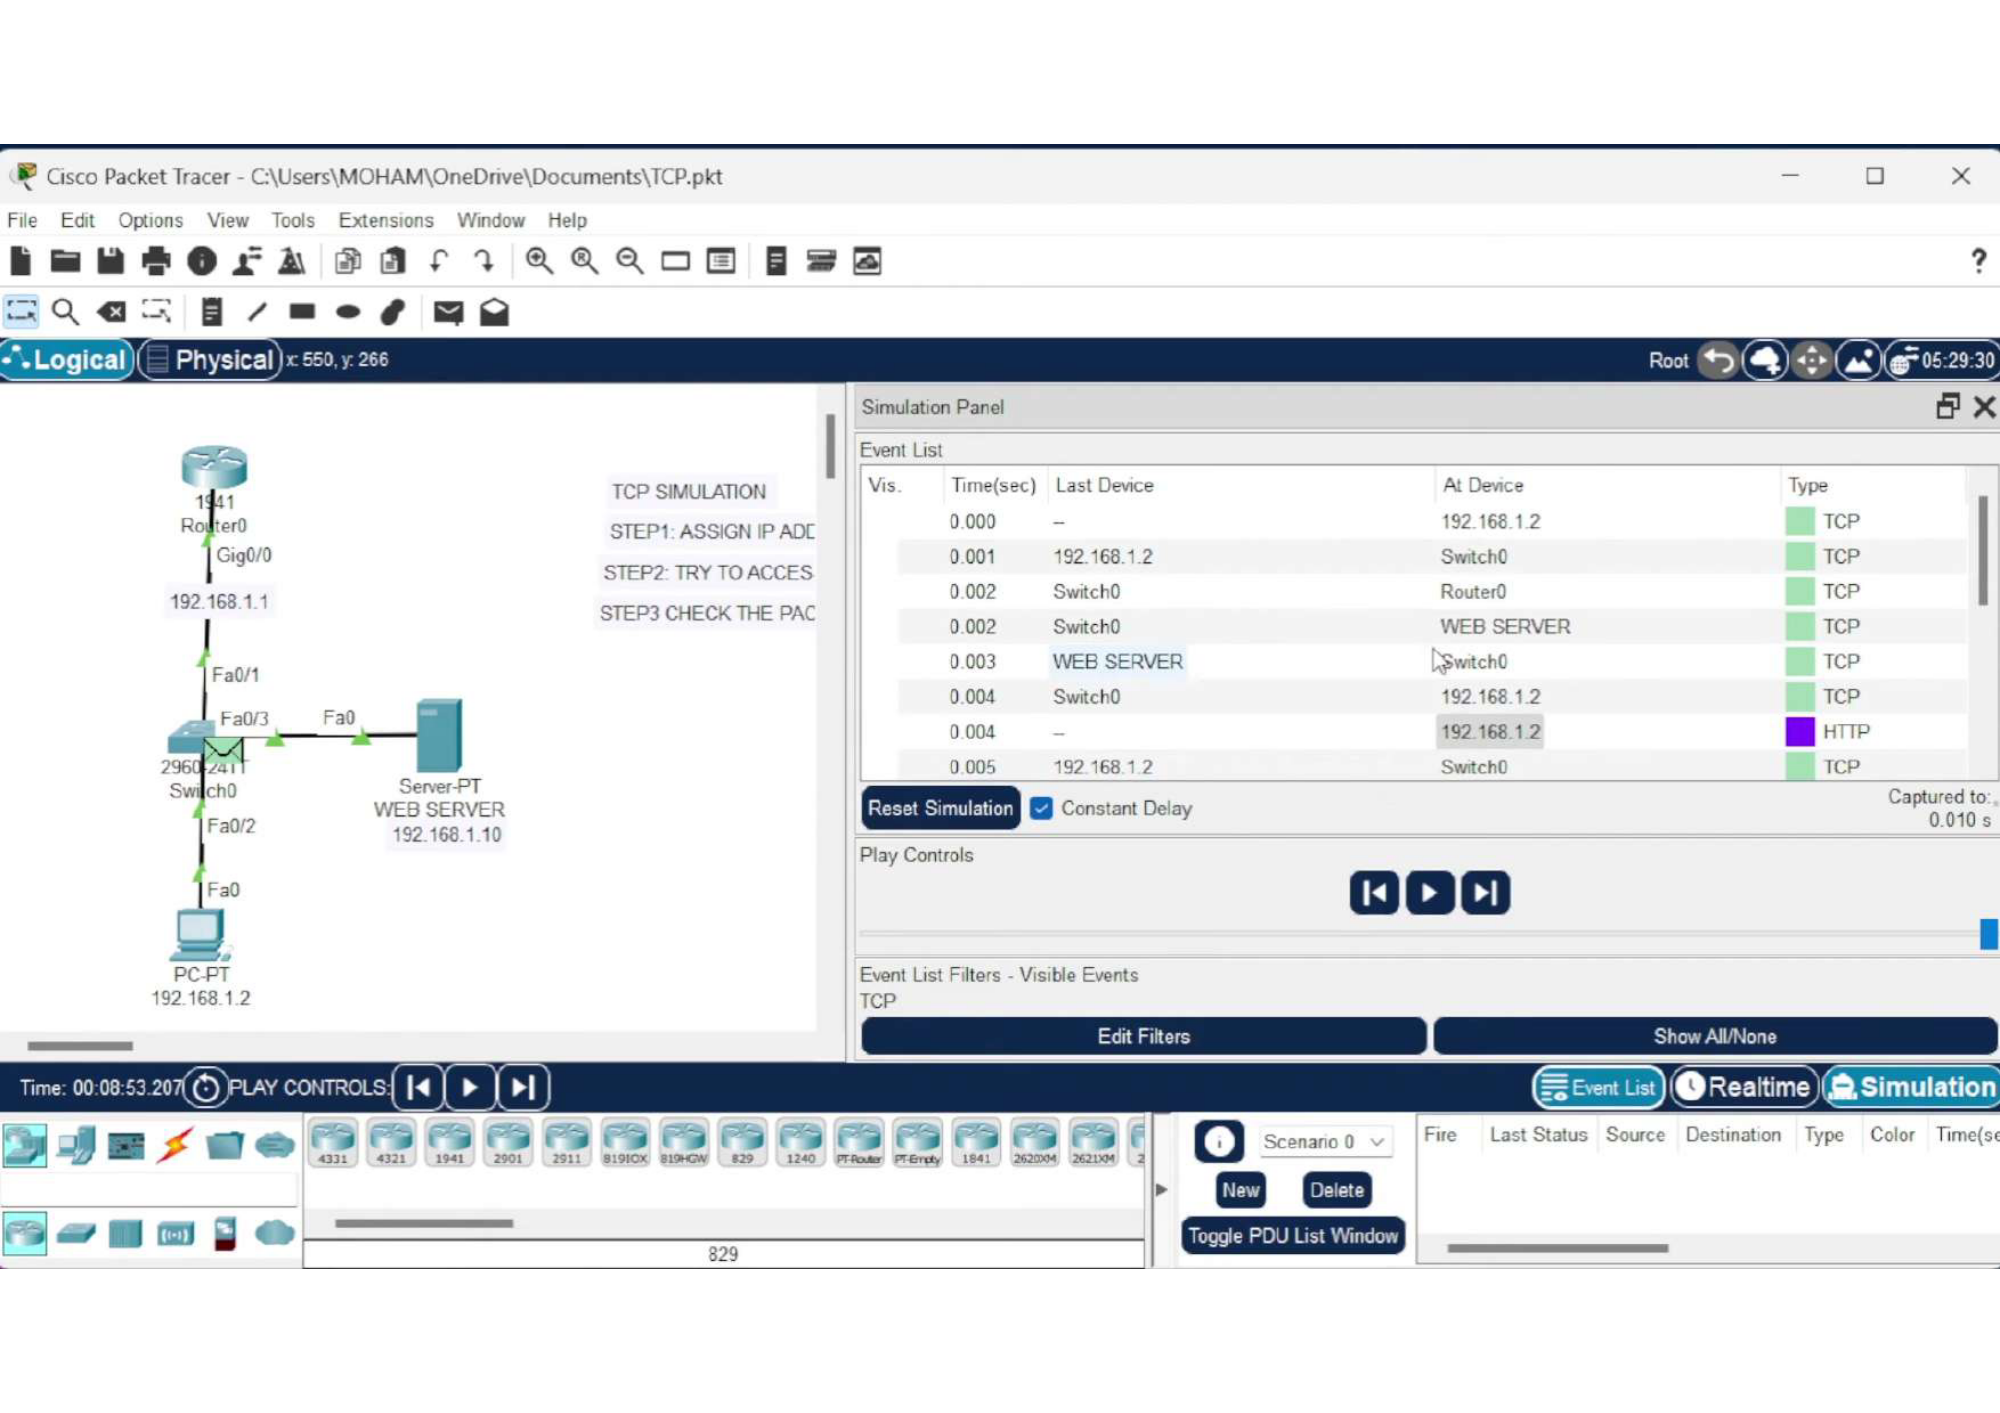 Cisco Packet Tracer - C:\Users\MOHAM\OneDrive\Documents\TCP.pkt
File Edit Options View Tools Extensions Window Help
?
Logical Physical x: 550, y: 266 Root 05:29:30
1941
Router0
Gig0/0
192.168.1.1
Fa0/1
Fa0/3 Fa0
Switch0
Server-PT
WEB SERVER
192.168.1.10
Fa0/2
Fa0
PC-PT
192.168.1.2
TCP SIMULATION
STEP1: ASSIGN IP ADD
STEP2: TRY TO ACCES
STEP3 CHECK THE PAC
Simulation Panel
Event List
Vis. Time(sec) Last Device At Device Type
0.000 -- 192.168.1.2 TCP
0.001 192.168.1.2 Switch0 TCP
0.002 Switch0 Router0 TCP
0.002 Switch0 WEB SERVER TCP
0.003 WEB SERVER Switch0 TCP
0.004 Switch0 192.168.1.2 TCP
0.004 -- 192.168.1.2 HTTP
0.005 192.168.1.2 Switch0 TCP
Reset Simulation Constant Delay Captured to:
0.010 s
Play Controls
Event List Filters - Visible Events
TCP
Edit Filters Show All/None
Time: 00:08:53.207 PLAY CONTROLS: Event List Realtime Simulation
4331 4321 1941 2901 2911 819IOX 819HGW 829 1240 PT-Router PT-Empty 1841 2620XM 2621XM 2
829
Scenario 0
New Delete
Toggle PDU List Window
Fire Last Status Source Destination Type Color Time(se